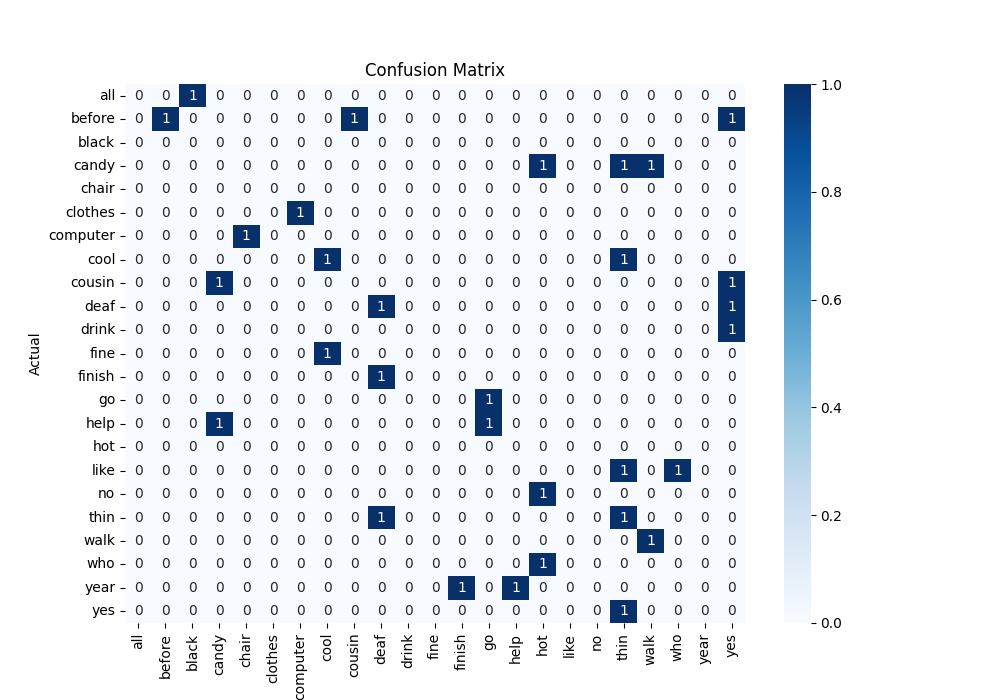 Confusion Matrix
all 0 0 1 0 0 0 0 0 0 0 0 0 0 0 0 0 0 0 0 0 0 0 0 1.0
before 0 1 0 0 0 0 0 0 1 0 0 0 0 0 0 0 0 0 0 0 0 0 1
black 0 0 0 0 0 0 0 0 0 0 0 0 0 0 0 0 0 0 0 0 0 0 0
candy 0 0 0 0 0 0 0 0 0 0 0 0 0 0 0 1 0 0 1 1 0 0 0
chair 0 0 0 0 0 0 0 0 0 0 0 0 0 0 0 0 0 0 0 0 0 0 0 0.8
clothes 0 0 0 0 0 0 1 0 0 0 0 0 0 0 0 0 0 0 0 0 0 0 0
computer 0 0 0 0 1 0 0 0 0 0 0 0 0 0 0 0 0 0 0 0 0 0 0
cool 0 0 0 0 0 0 0 1 0 0 0 0 0 0 0 0 0 0 1 0 0 0 0
cousin 0 0 0 1 0 0 0 0 0 0 0 0 0 0 0 0 0 0 0 0 0 0 1
deaf 0 0 0 0 0 0 0 0 0 1 0 0 0 0 0 0 0 0 0 0 0 0 1 0.6
drink 0 0 0 0 0 0 0 0 0 0 0 0 0 0 0 0 0 0 0 0 0 0 1
fine 0 0 0 0 0 0 0 1 0 0 0 0 0 0 0 0 0 0 0 0 0 0 0
Actual
finish 0 0 0 0 0 0 0 0 0 1 0 0 0 0 0 0 0 0 0 0 0 0 0
go 0 0 0 0 0 0 0 0 0 0 0 0 0 1 0 0 0 0 0 0 0 0 0 0.4
help 0 0 0 1 0 0 0 0 0 0 0 0 0 1 0 0 0 0 0 0 0 0 0
hot 0 0 0 0 0 0 0 0 0 0 0 0 0 0 0 0 0 0 0 0 0 0 0
like 0 0 0 0 0 0 0 0 0 0 0 0 0 0 0 0 0 0 1 0 1 0 0
no 0 0 0 0 0 0 0 0 0 0 0 0 0 0 0 1 0 0 0 0 0 0 0
thin 0 0 0 0 0 0 0 0 0 1 0 0 0 0 0 0 0 0 1 0 0 0 0 0.2
walk 0 0 0 0 0 0 0 0 0 0 0 0 0 0 0 0 0 0 0 1 0 0 0
who 0 0 0 0 0 0 0 0 0 0 0 0 0 0 0 1 0 0 0 0 0 0 0
year 0 0 0 0 0 0 0 0 0 0 0 0 1 0 1 0 0 0 0 0 0 0 0
yes 0 0 0 0 0 0 0 0 0 0 0 0 0 0 0 0 0 0 1 0 0 0 0 0.0
all before black candy chair clothes computer cool cousin deaf drink fine finish go help hot like no thin walk who year yes